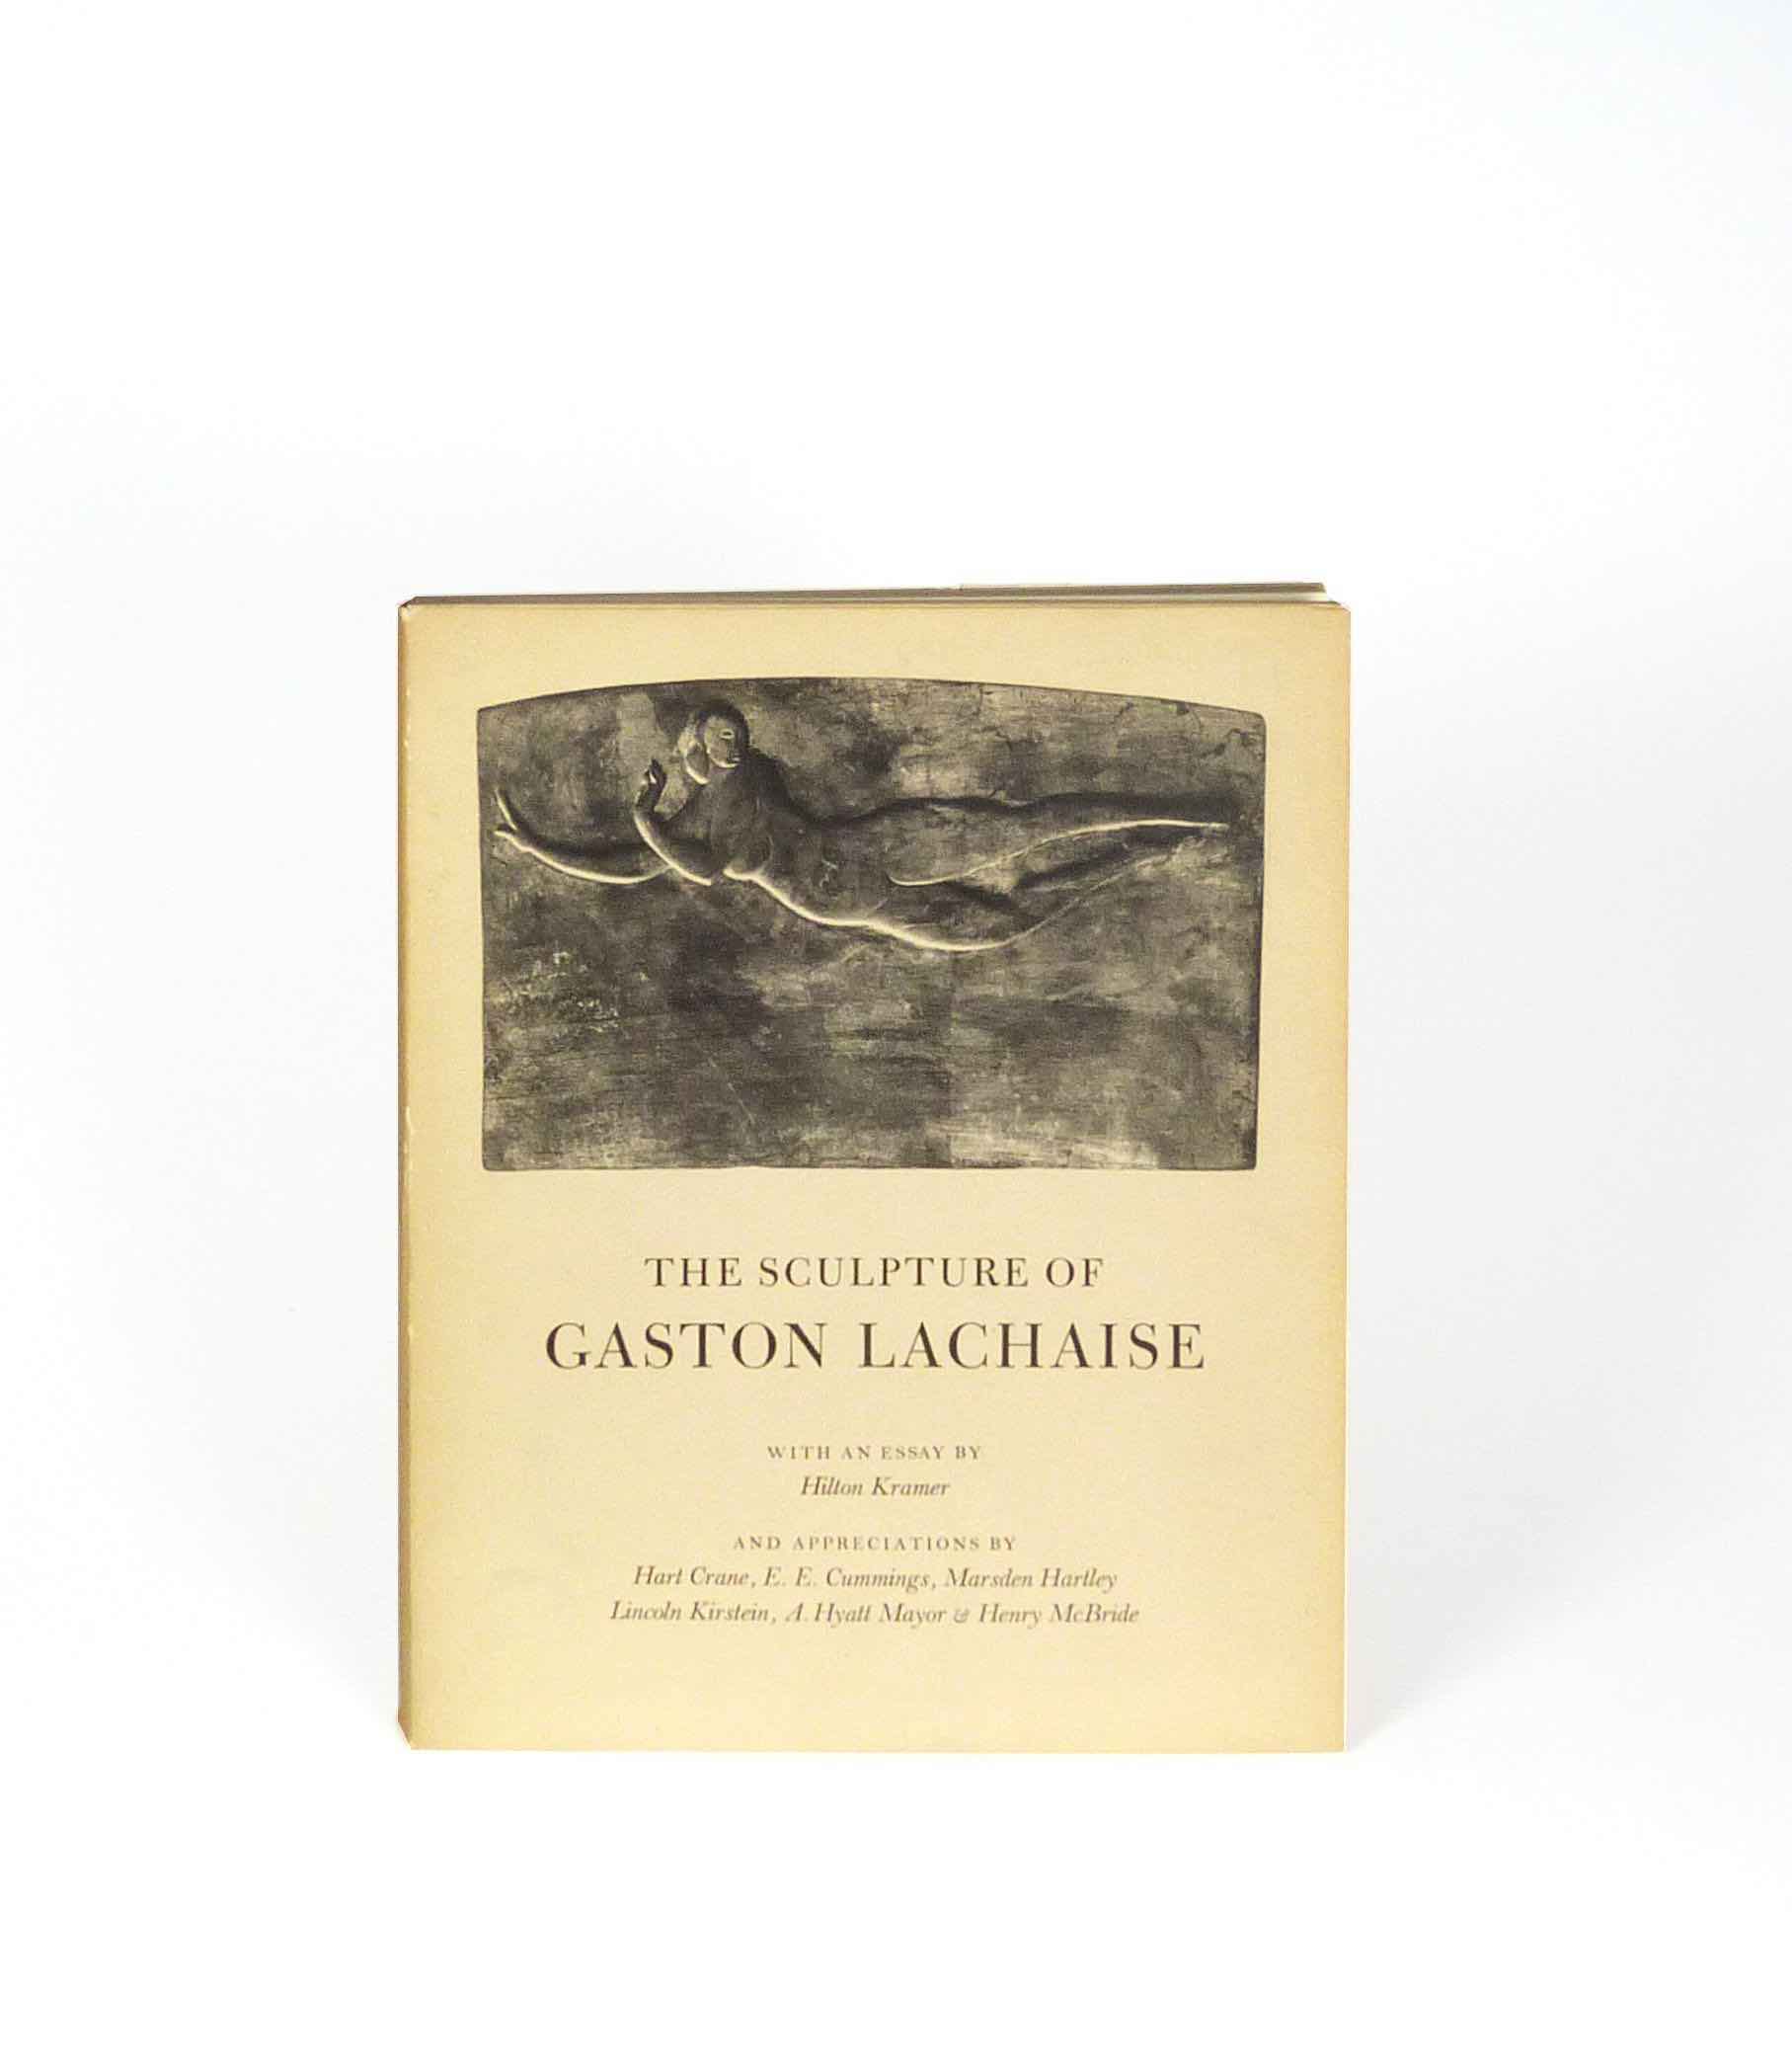 THE SCULPTURE OF
GASTON LACHAISE
WITH AN ESSAY BY
Hilton Kramer
AND APPRECIATIONS BY
Hart Crane, E. E. Cummings, Marsden Hartley
Lincoln Kirstein, A. Hyatt Mayor & Henry McBride